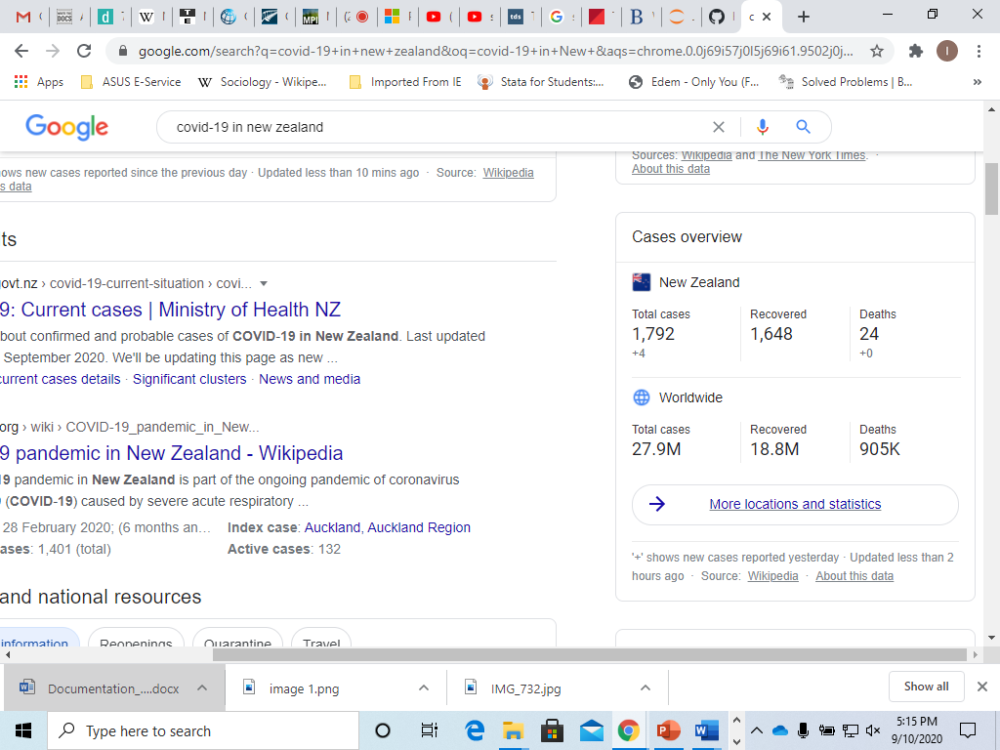 google.com/search?q=covid-19+in+new+zealand&oq=covid-19+in+New+&aqs=chrome.0.0j69i57j0l5j69i61.9502j0j...
Apps ASUS E-Service Sociology - Wikipe... Imported From IE Stata for Students:... Edem - Only You (F... Solved Problems | B... »
Google covid-19 in new zealand
ows new cases reported since the previous day · Updated less than 10 mins ago · Source: Wikipedia
s data
Sources: Wikipedia and The New York Times. ·
About this data
ts
ovt.nz › covid-19-current-situation › covi...
9: Current cases | Ministry of Health NZ
bout confirmed and probable cases of COVID-19 in New Zealand. Last updated
September 2020. We'll be updating this page as new ...
current cases details · Significant clusters · News and media
org › wiki › COVID-19_pandemic_in_New...
9 pandemic in New Zealand - Wikipedia
19 pandemic in New Zealand is part of the ongoing pandemic of coronavirus
(COVID-19) caused by severe acute respiratory ...
28 February 2020; (6 months an... Index case: Auckland, Auckland Region
ases: 1,401 (total) Active cases: 132
and national resources
information Reopenings Quarantine Travel
Cases overview
New Zealand
Total cases Recovered Deaths
1,792 1,648 24
+4 +0
Worldwide
Total cases Recovered Deaths
27.9M 18.8M 905K
More locations and statistics
'+' shows new cases reported yesterday · Updated less than 2
hours ago · Source: Wikipedia · About this data
Documentation_....docx image 1.png IMG_732.jpg Show all
Type here to search
5:15 PM
9/10/2020